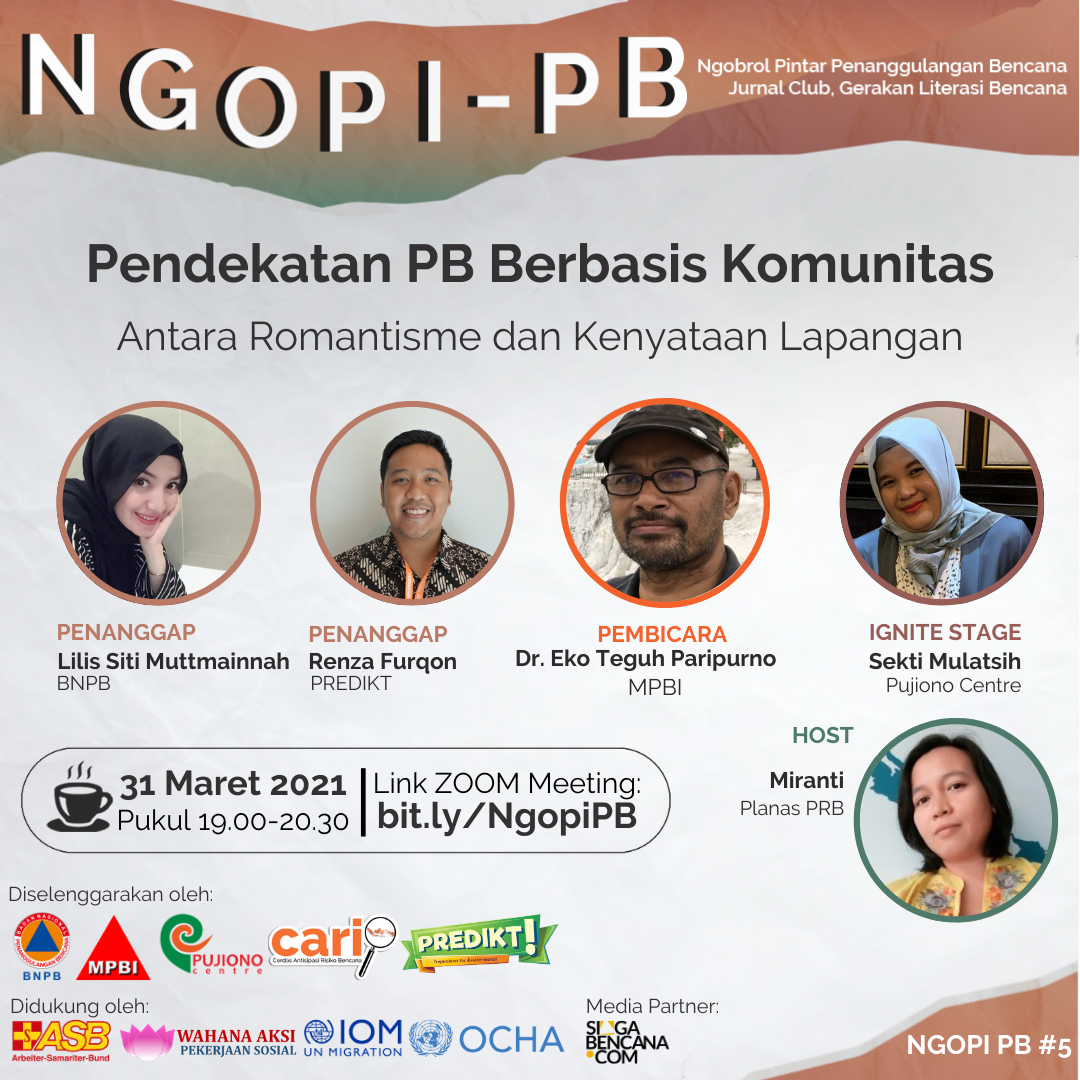 NGOPI-PB
Ngobrol Pintar Penanggulangan Bencana
Jurnal Club, Gerakan Literasi Bencana
Pendekatan PB Berbasis Komunitas
Antara Romantisme dan Kenyataan Lapangan
PENANGGAP
Lilis Siti Muttmainnah
BNPB
PENANGGAP
Renza Furqon
PREDIKT
PEMBICARA
Dr. Eko Teguh Paripurno
MPBI
IGNITE STAGE
Sekti Mulatsih
Pujiono Centre
HOST
Miranti
Planas PRB
31 Maret 2021
Pukul 19.00-20.30
Link ZOOM Meeting:
bit.ly/NgopiPB
Diselenggarakan oleh:
BADAN NASIONAL
PENANGGULANGAN BENCANA
BNPB
MPBI
PUJIONO
centre
cari
Cerdas Antisipasi Risiko Bencana
PREDIKT!
Didukung oleh:
ASB
Arbeiter-Samariter-Bund
WAHANA AKSI
PEKERJAAN SOSIAL
IOM
UN MIGRATION
OCHA
Media Partner:
SIAGA
BENCANA
.COM
NGOPI PB #5